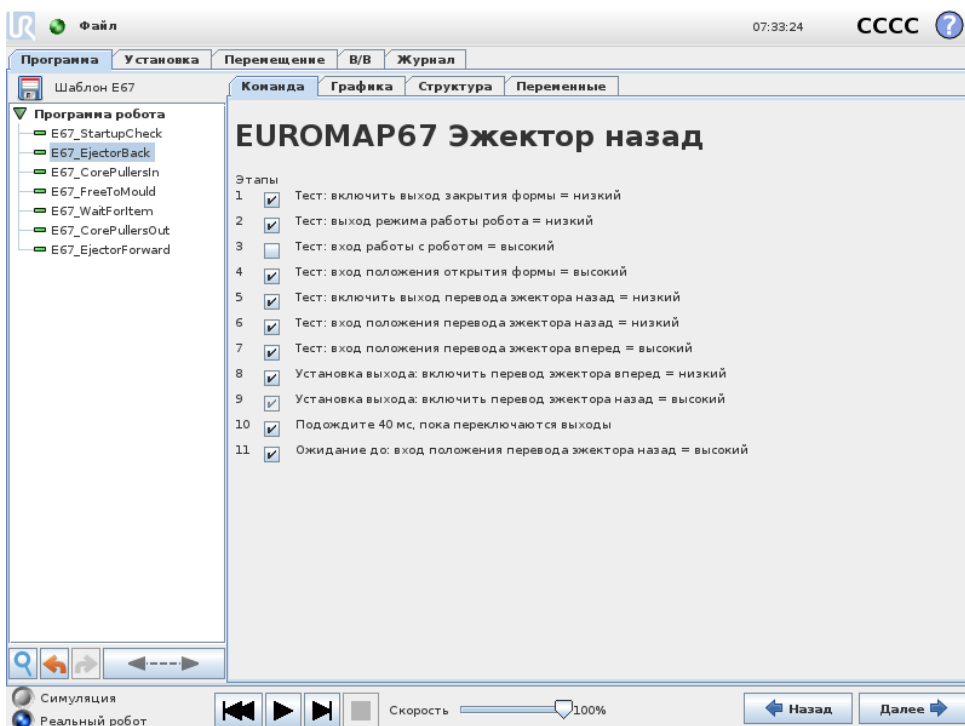 UR Файл 07:33:24 CCCC ?
Программа Установка Перемещение В/В Журнал
Шаблон E67 Команда Графика Структура Переменные
Программа робота
E67_StartupCheck
E67_EjectorBack
E67_CorePullersIn
E67_FreeToMould
E67_WaitForItem
E67_CorePullersOut
E67_EjectorForward
EUROMAP67 Эжектор назад
Этапы
1 Тест: включить выход закрытия формы = низкий
2 Тест: выход режима работы робота = низкий
3 Тест: вход работы с роботом = высокий
4 Тест: вход положения открытия формы = высокий
5 Тест: включить выход перевода эжектора назад = низкий
6 Тест: вход положения перевода эжектора назад = низкий
7 Тест: вход положения перевода эжектора вперед = высокий
8 Установка выхода: включить перевод эжектора вперед = низкий
9 Установка выхода: включить перевод эжектора назад = высокий
10 Подождите 40 мс, пока переключаются выходы
11 Ожидание до: вход положения перевода эжектора назад = высокий
Симуляция
Реальный робот
Скорость 100% Назад Далее